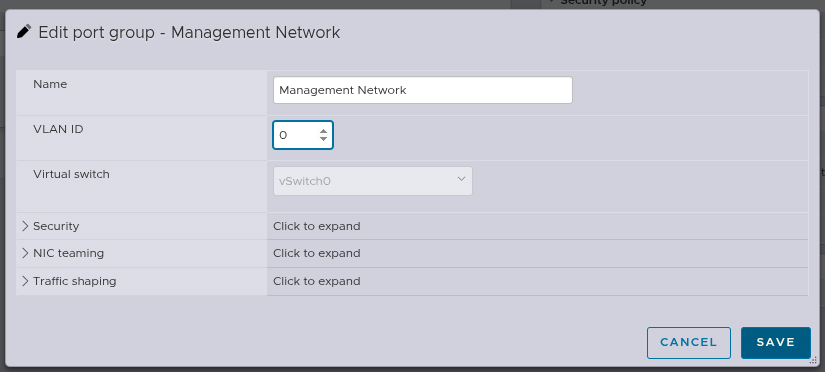 Security policy
Edit port group - Management Network
Name
Management Network
VLAN ID
0
Virtual switch
vSwitch0
Security
Click to expand
NIC teaming
Click to expand
Traffic shaping
Click to expand
CANCEL
SAVE